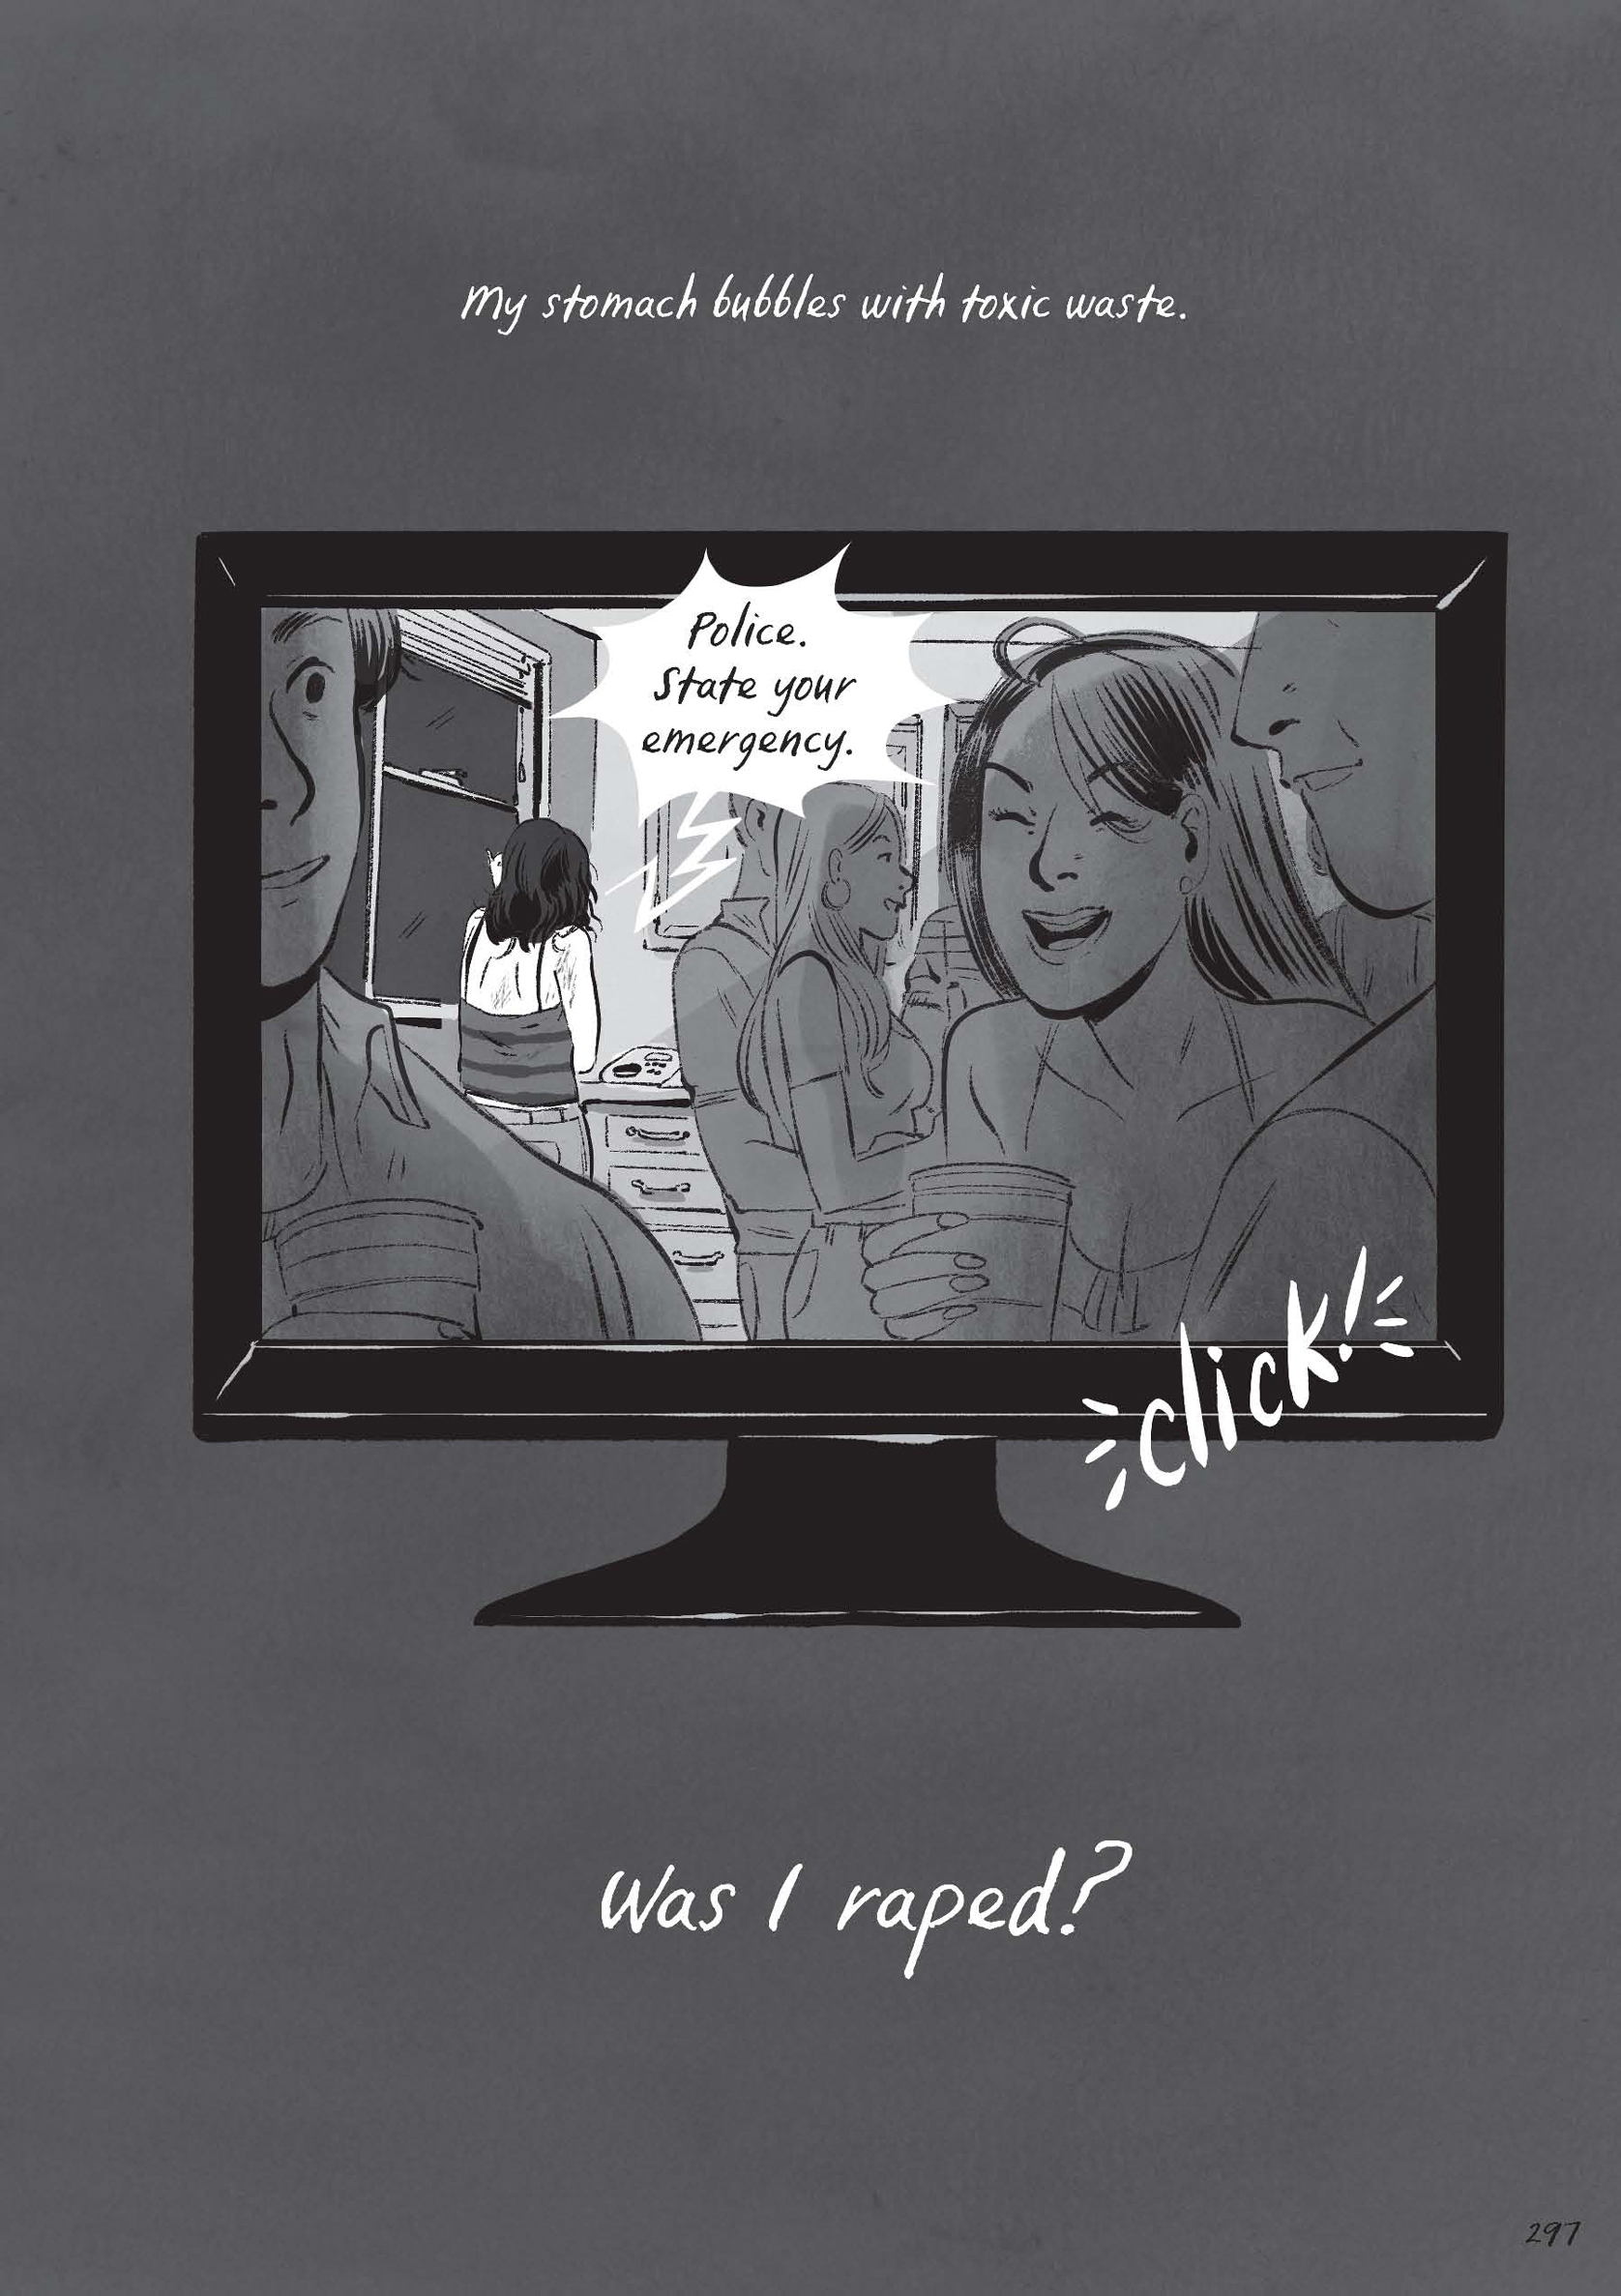 My stomach bubbles with toxic waste.
Police.
State your
emergency.
click!
Was I raped?
297